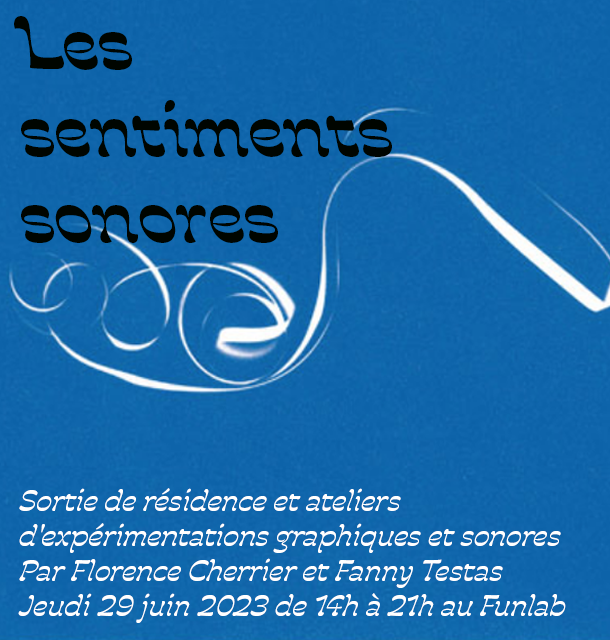 Les
sentiments
sonores
Sortie de résidence et ateliers
d'expérimentations graphiques et sonores
Par Florence Cherrier et Fanny Testas
Jeudi 29 juin 2023 de 14h à 21h au Funlab